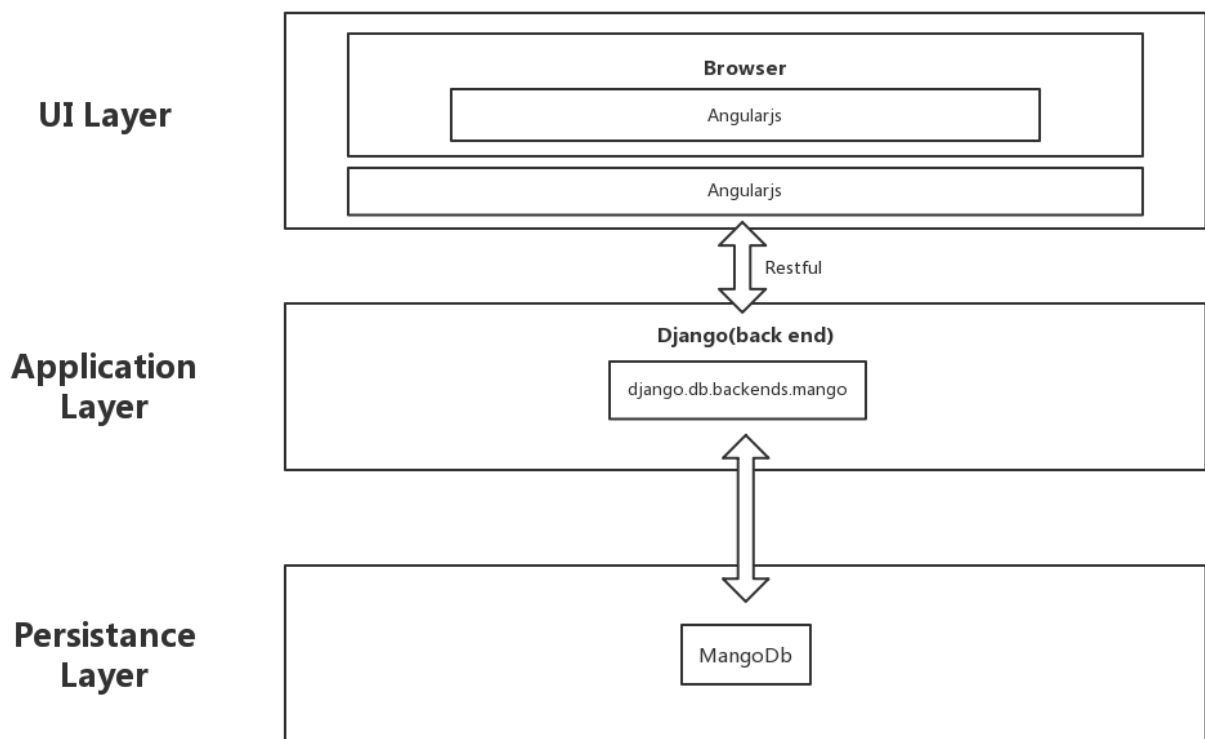 Browser
UI Layer
Angularjs
Angularjs
Restful
Django(back end)
Application
Layer
django.db.backends.mango
Persistance
Layer
MangoDb